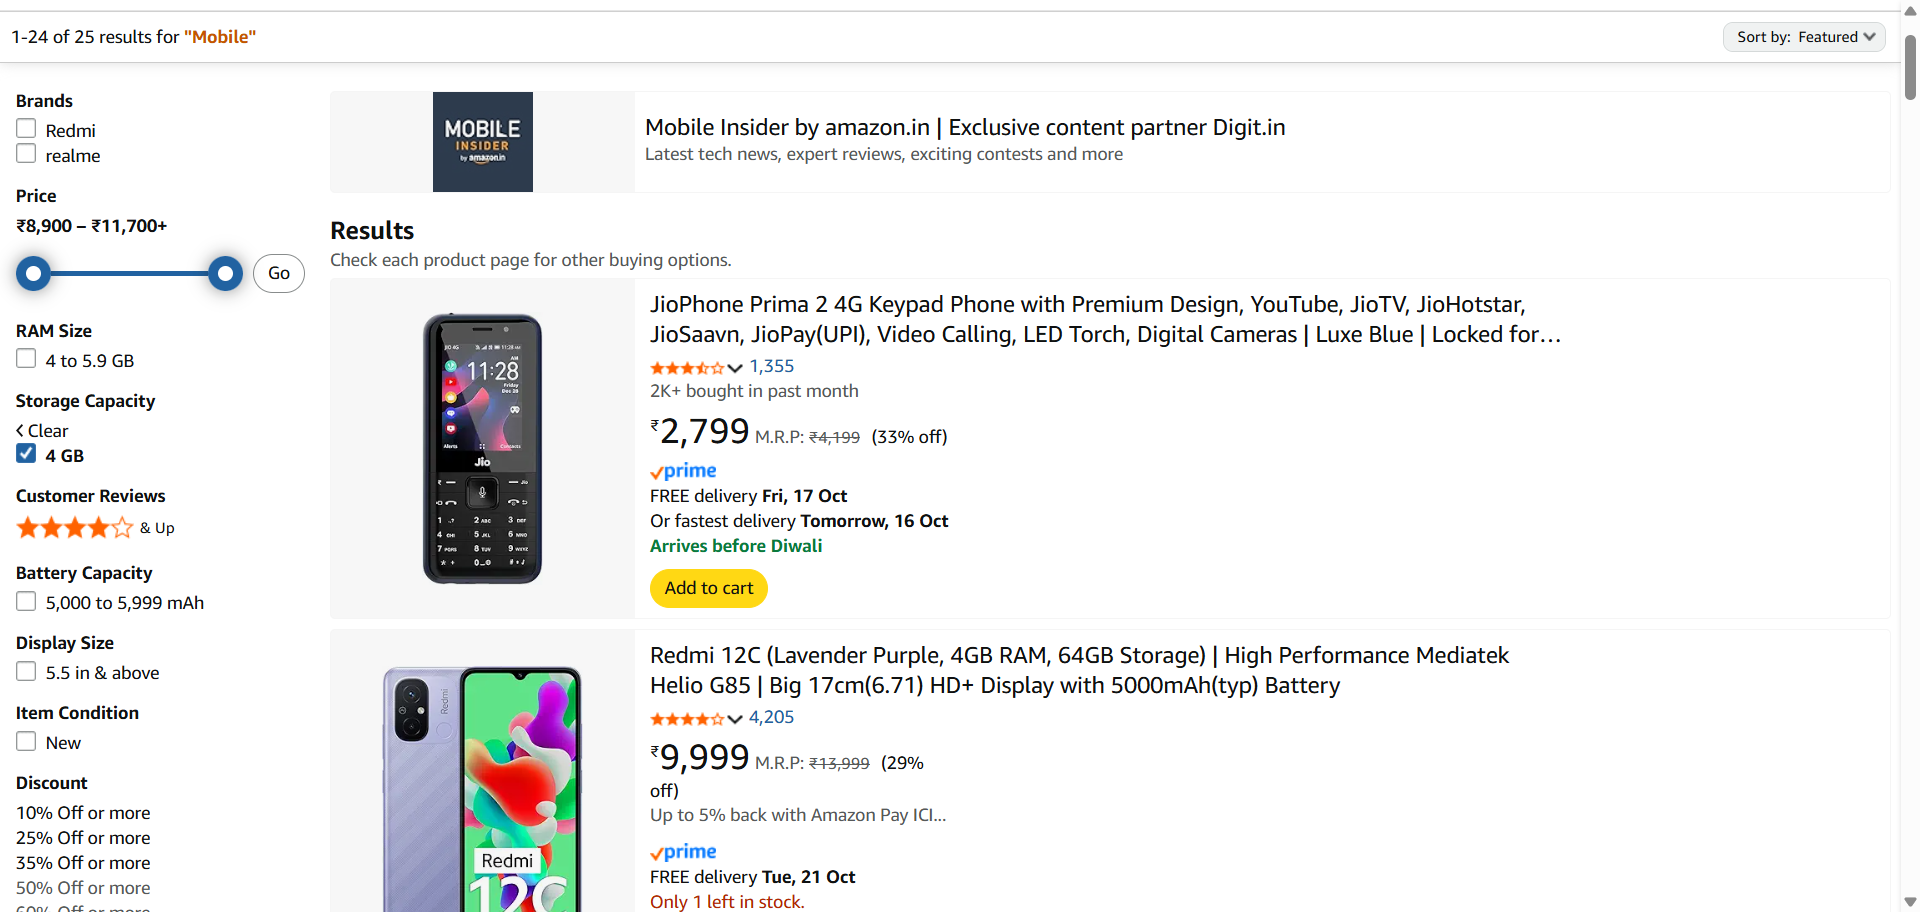 1-24 of 25 results for "Mobile"
Sort by: Featured
Brands
Redmi
realme
Price
₹8,900 – ₹11,700+
Go
RAM Size
4 to 5.9 GB
Storage Capacity
Clear
4 GB
Customer Reviews
& Up
Battery Capacity
5,000 to 5,999 mAh
Display Size
5.5 in & above
Item Condition
New
Discount
10% Off or more
25% Off or more
35% Off or more
50% Off or more
60% Off or more
MOBILE
INSIDER
by amazon.in
Mobile Insider by amazon.in | Exclusive content partner Digit.in
Latest tech news, expert reviews, exciting contests and more
Results
Check each product page for other buying options.
11:28
Jio
JioPhone Prima 2 4G Keypad Phone with Premium Design, YouTube, JioTV, JioHotstar,
JioSaavn, JioPay(UPI), Video Calling, LED Torch, Digital Cameras | Luxe Blue | Locked for…
1,355
2K+ bought in past month
₹2,799 M.R.P: ₹4,199 (33% off)
prime
FREE delivery Fri, 17 Oct
Or fastest delivery Tomorrow, 16 Oct
Arrives before Diwali
Add to cart
Redmi
Redmi
12C
Redmi 12C (Lavender Purple, 4GB RAM, 64GB Storage) | High Performance Mediatek
Helio G85 | Big 17cm(6.71) HD+ Display with 5000mAh(typ) Battery
4,205
₹9,999 M.R.P: ₹13,999 (29%
off)
Up to 5% back with Amazon Pay ICI...
prime
FREE delivery Tue, 21 Oct
Only 1 left in stock.